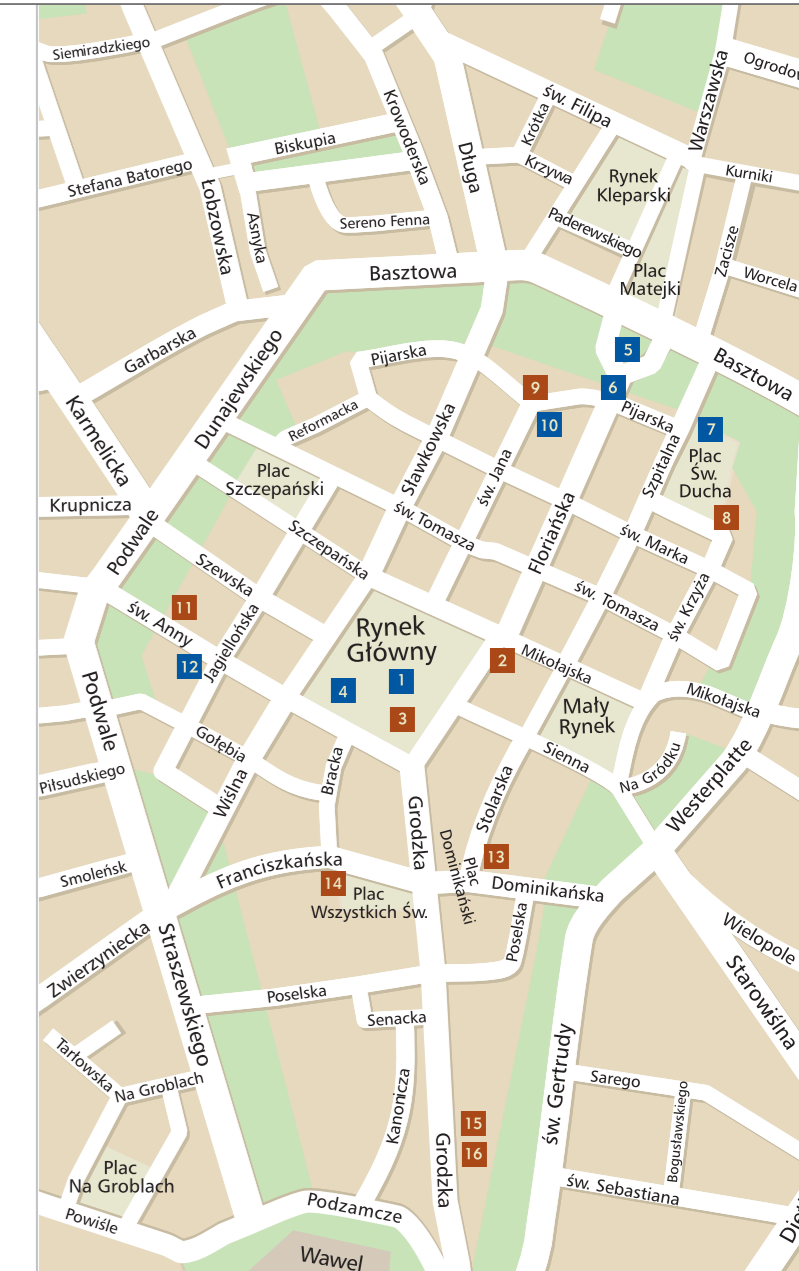 Siemiradzkiego
Ogrodow
św. Filipa
Warszawska
Krowoderska
Krótka
Biskupia
Długa
Krzywa
Rynek
Kleparski
Kurniki
Stefana Batorego
Łobzowska
Asnyka
Sereno Fenna
Paderewskiego
Zacisze
Plac
Matejki
Worcela
Basztowa
Garbarska
Dunajewskiego
Pijarska
5
Basztowa
9
6
10
Pijarska
7
Karmelicka
Reformacka
Sławkowska
św. Jana
Szpitalna
Plac
Św.
Ducha
Plac
Szczepański
Krupnicza
Podwale
Szczepańska
św. Tomasza
Floriańska
8
św. Marka
Szewska
św. Tomasza
św. Krzyża
11
św. Anny
Jagiellońska
12
Rynek
Główny
1
4
3
2
Mikołajska
Mały
Rynek
Mikołajska
Podwale
Gołębia
Sienna
Na Gródku
Westerplatte
Piłsudskiego
Wiślna
Bracka
Grodzka
Stolarska
Smoleńsk
Franciszkańska
Plac
Dominikański
13
Dominikańska
14
Plac
Wszystkich Św.
Poselska
Wielopole
Zwierzyniecka
Straszewskiego
Starowiślna
Poselska
Senacka
Tarłowska
Na Groblach
Kanonicza
św. Gertrudy
Sarego
Bogusławskiego
15
16
Grodzka
Plac
Na Groblach
św. Sebastiana
Powiśle
Podzamcze
Wawel